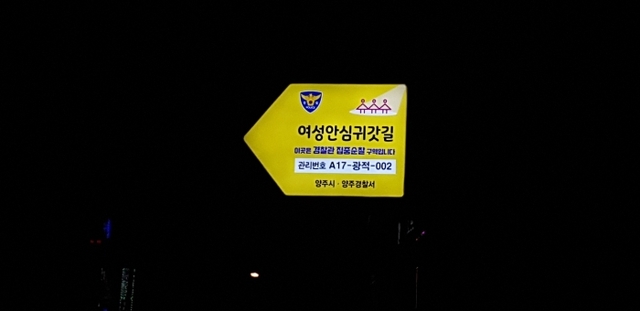 여성안심귀갓길
이곳은 경찰관 집중순찰 구역입니다
관리번호 A17-광적-002
양주시 · 양주경찰서